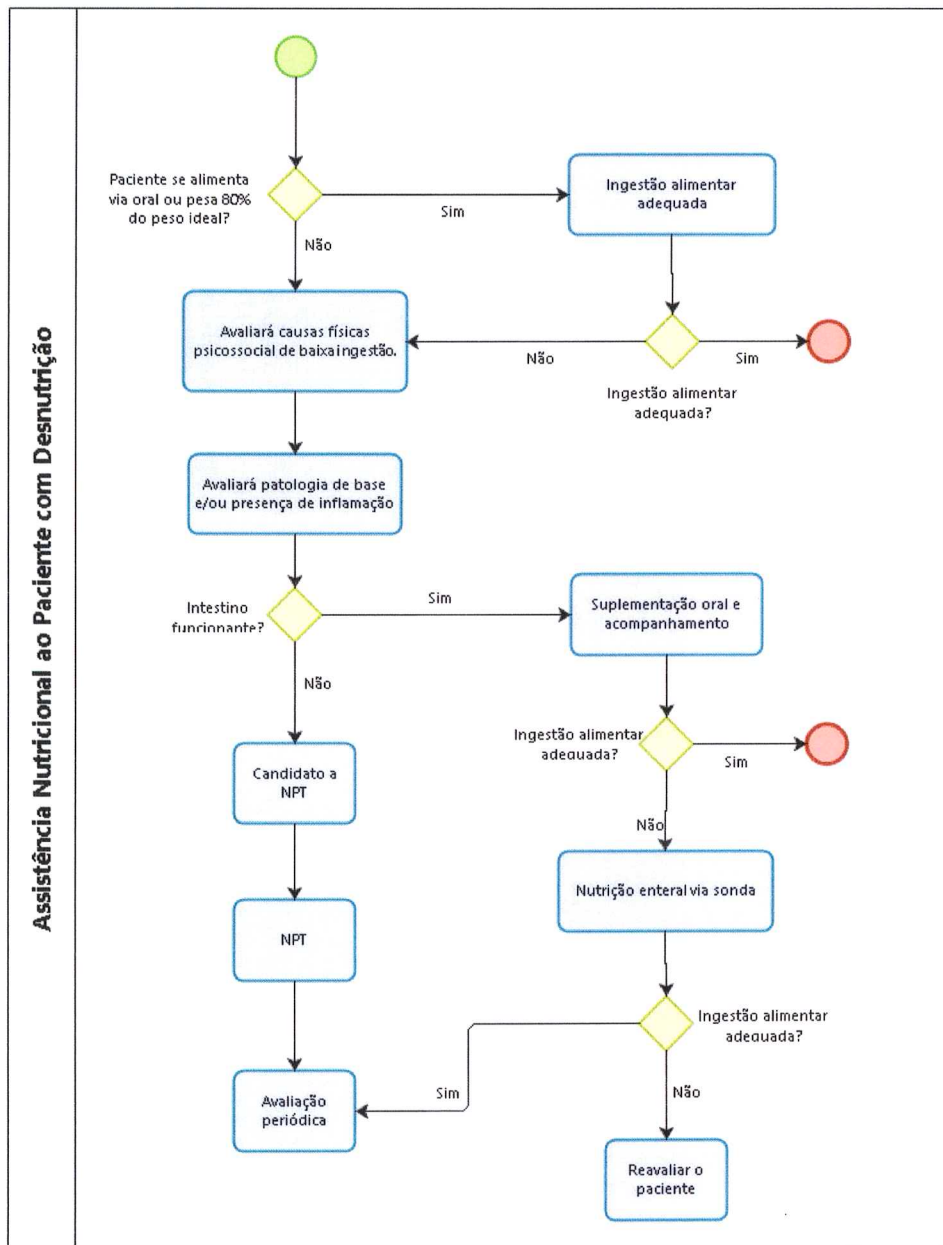 Assistência Nutricional ao Paciente com Desnutrição
Paciente se alimenta
via oral ou pesa 80%
do peso ideal?
Sim
Ingestão alimentar
adequada
Não
Avaliará causas físicas
psicossocial de baixa ingestão.
Não
Sim
Ingestão alimentar
adequada?
Avaliará patologia de base
e/ou presença de inflamação
Intestino
funcionante?
Sim
Suplementação oral e
acompanhamento
Não
Ingestão alimentar
adequada?
Sim
Candidato a
NPT
Não
Nutrição enteral via sonda
NPT
Ingestão alimentar
adequada?
Sim
Não
Avaliação
periódica
Reavaliar o
paciente